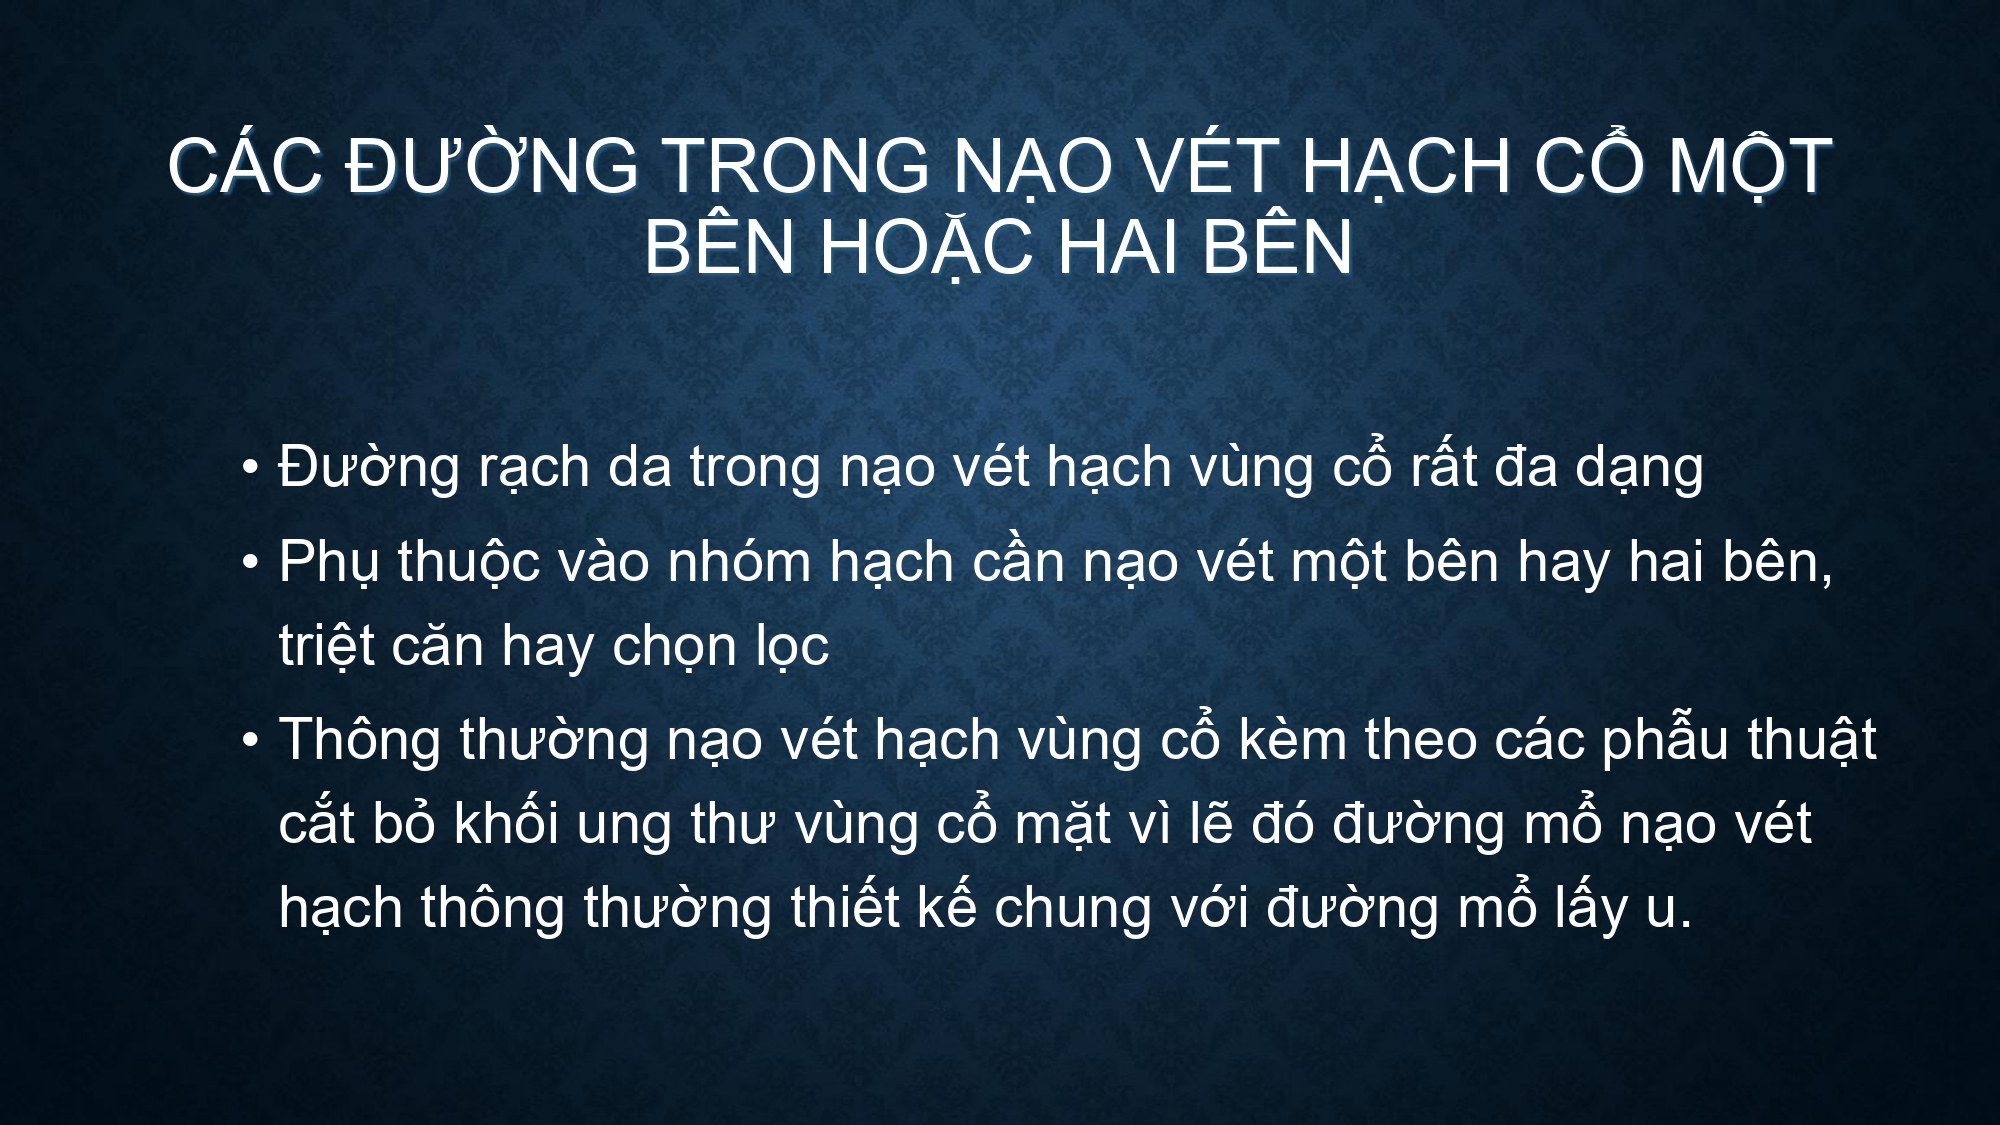 CÁC ĐƯỜNG TRONG NẠO VÉT HẠCH CỔ MỘT
BÊN HOẶC HAI BÊN
• Đường rạch da trong nạo vét hạch vùng cổ rất đa dạng
• Phụ thuộc vào nhóm hạch cần nạo vét một bên hay hai bên,
triệt căn hay chọn lọc
• Thông thường nạo vét hạch vùng cổ kèm theo các phẫu thuật
cắt bỏ khối ung thư vùng cổ mặt vì lẽ đó đường mổ nạo vét
hạch thông thường thiết kế chung với đường mổ lấy u.